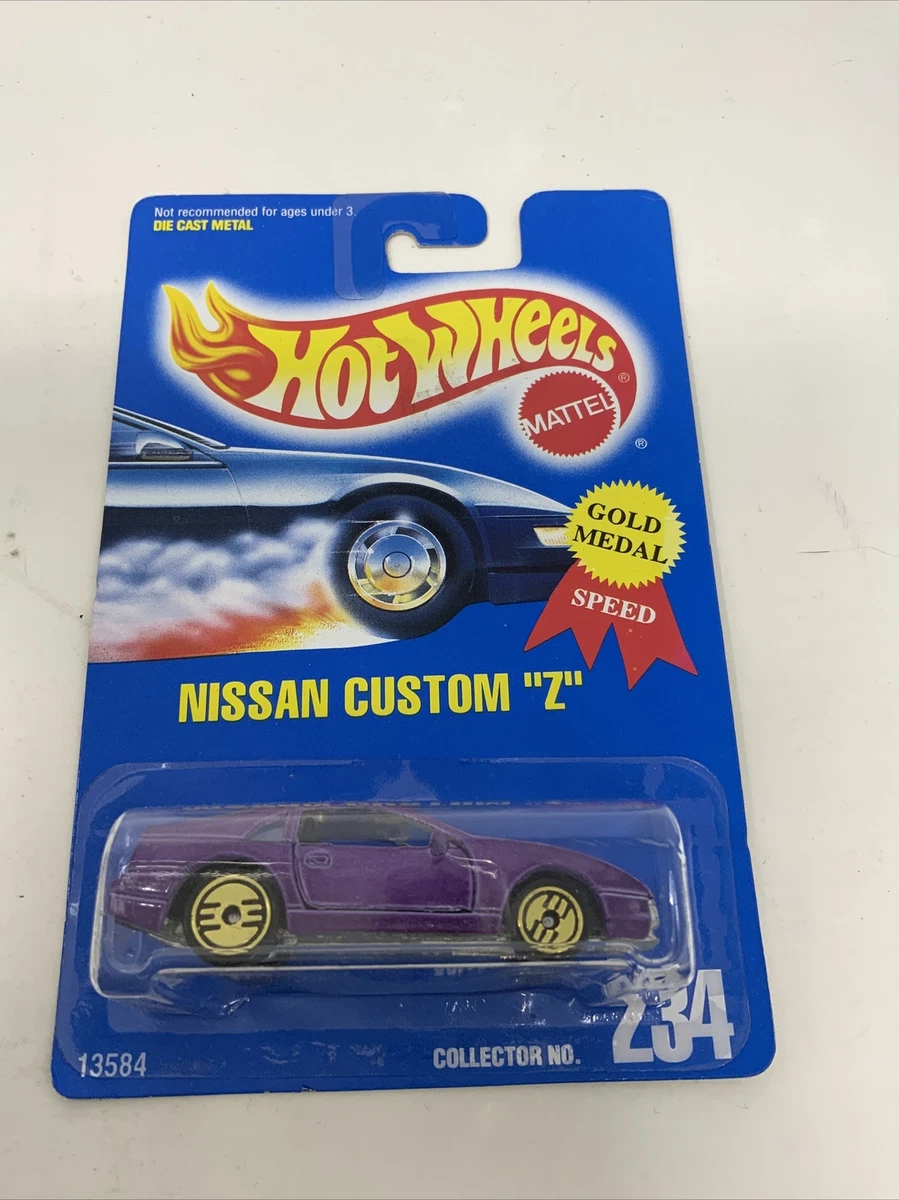 Not recommended for ages under 3.
DIE CAST METAL
HOT WHEELS ®
MATTEL
®
GOLD
MEDAL
SPEED
NISSAN CUSTOM "Z"
13584
COLLECTOR NO.
234